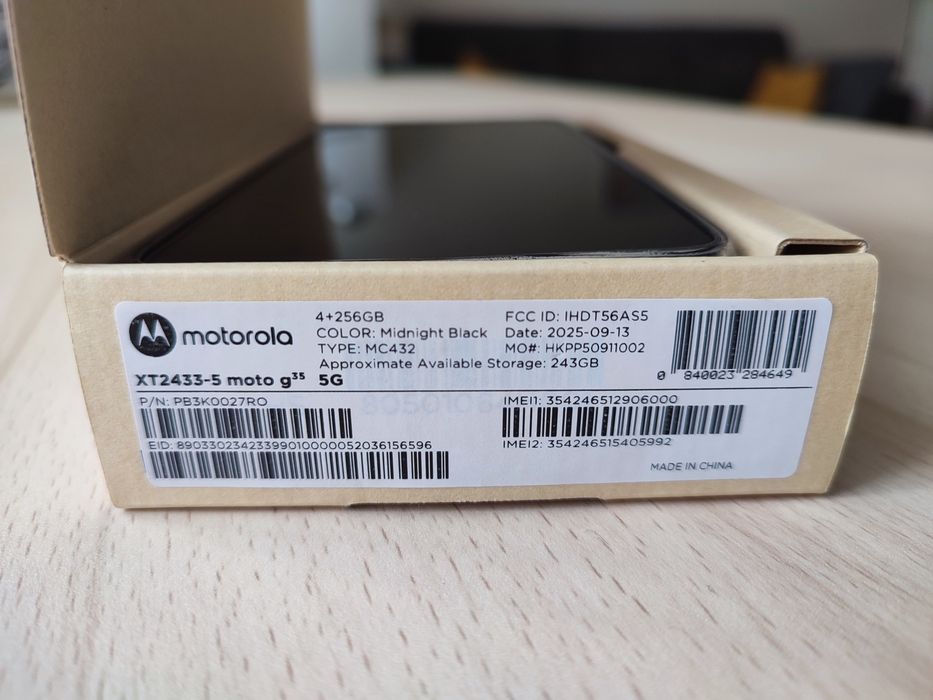 motorola
4+256GB
COLOR: Midnight Black
TYPE: MC432
Approximate Available Storage: 243GB
FCC ID: IHDT56AS5
Date: 2025-09-13
MO#: HKPP50911002
0 840023 284649
XT2433-5 moto g35 5G
P/N: PB3K0027RO
EID: 89033023423399010000052036156596
IMEI1: 354246512906000
IMEI2: 354246515405992
MADE IN CHINA